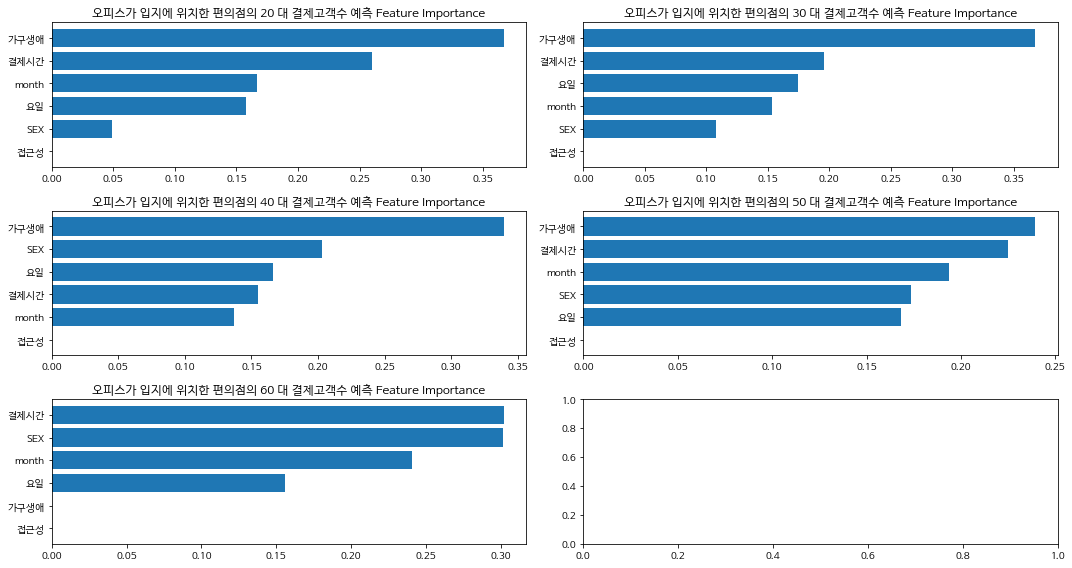 오피스가 입지에 위치한 편의점의 20 대 결제고객수 예측 Feature Importance
가구생애
결제시간
month
요일
SEX
접근성
0.00 0.05 0.10 0.15 0.20 0.25 0.30 0.35
오피스가 입지에 위치한 편의점의 30 대 결제고객수 예측 Feature Importance
가구생애
결제시간
요일
month
SEX
접근성
0.00 0.05 0.10 0.15 0.20 0.25 0.30 0.35
오피스가 입지에 위치한 편의점의 40 대 결제고객수 예측 Feature Importance
가구생애
SEX
요일
결제시간
month
접근성
0.00 0.05 0.10 0.15 0.20 0.25 0.30 0.35
오피스가 입지에 위치한 편의점의 50 대 결제고객수 예측 Feature Importance
가구생애
결제시간
month
SEX
요일
접근성
0.00 0.05 0.10 0.15 0.20 0.25
오피스가 입지에 위치한 편의점의 60 대 결제고객수 예측 Feature Importance
결제시간
SEX
month
요일
가구생애
접근성
0.00 0.05 0.10 0.15 0.20 0.25 0.30
1.0
0.8
0.6
0.4
0.2
0.0
0.0 0.2 0.4 0.6 0.8 1.0